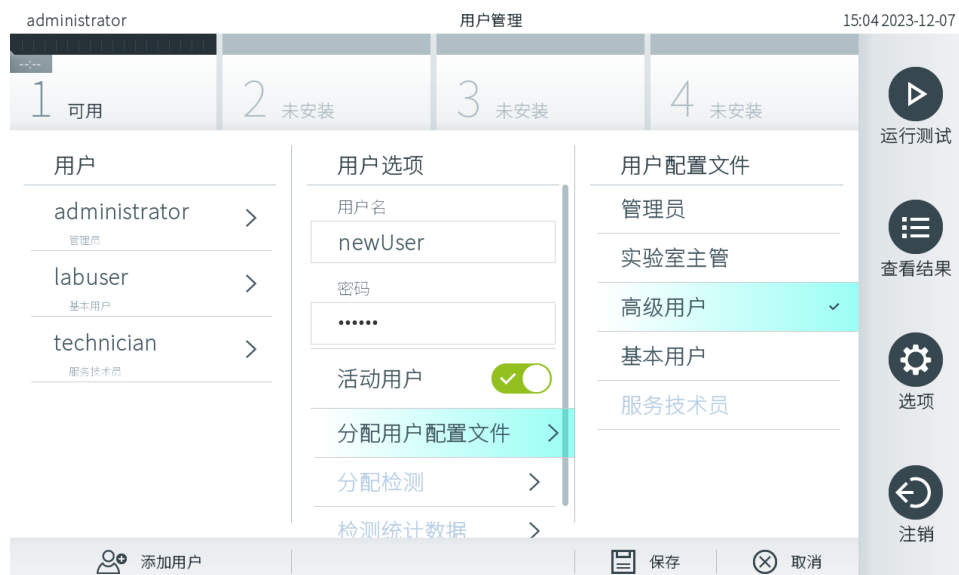 administrator
用户管理
15:04 2023-12-07
--:--
1 可用
2 未安装
3 未安装
4 未安装
运行测试
查看结果
选项
注销
用户
administrator
管理员
labuser
基本用户
technician
服务技术员
用户选项
用户名
newUser
密码
••••••
活动用户
分配用户配置文件
分配检测
检测统计数据
用户配置文件
管理员
实验室主管
高级用户
基本用户
服务技术员
添加用户
保存
取消